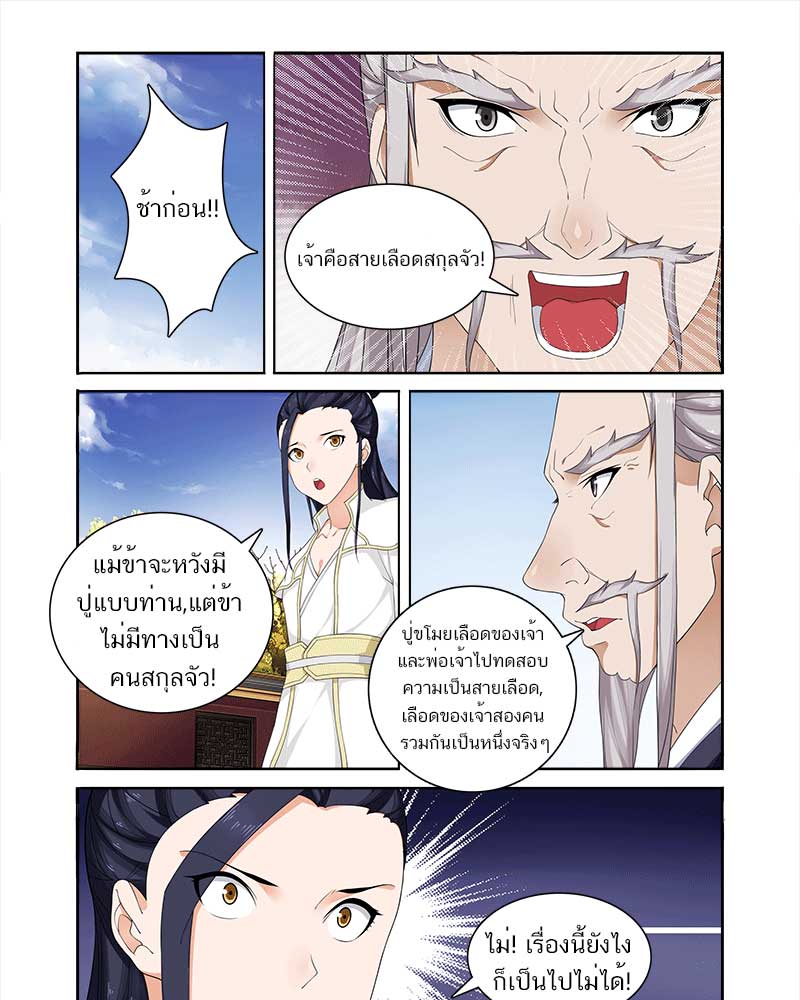 ช้าก่อน!!
เจ้าคือสายเลือดสกุลจัว!
แม้ข้าจะหวังมี
ปู่แบบท่าน,แต่ข้า
ไม่มีทางเป็น
คนสกุลจัว!
ปู่ขโมยเลือดของเจ้า
และพ่อเจ้าไปทดสอบ
ความเป็นสายเลือด,
เลือดของเจ้าสองคน
รวมกันเป็นหนึ่งจริงๆ
ไม่! เรื่องนี้ยังไง
ก็เป็นไปไม่ได้!